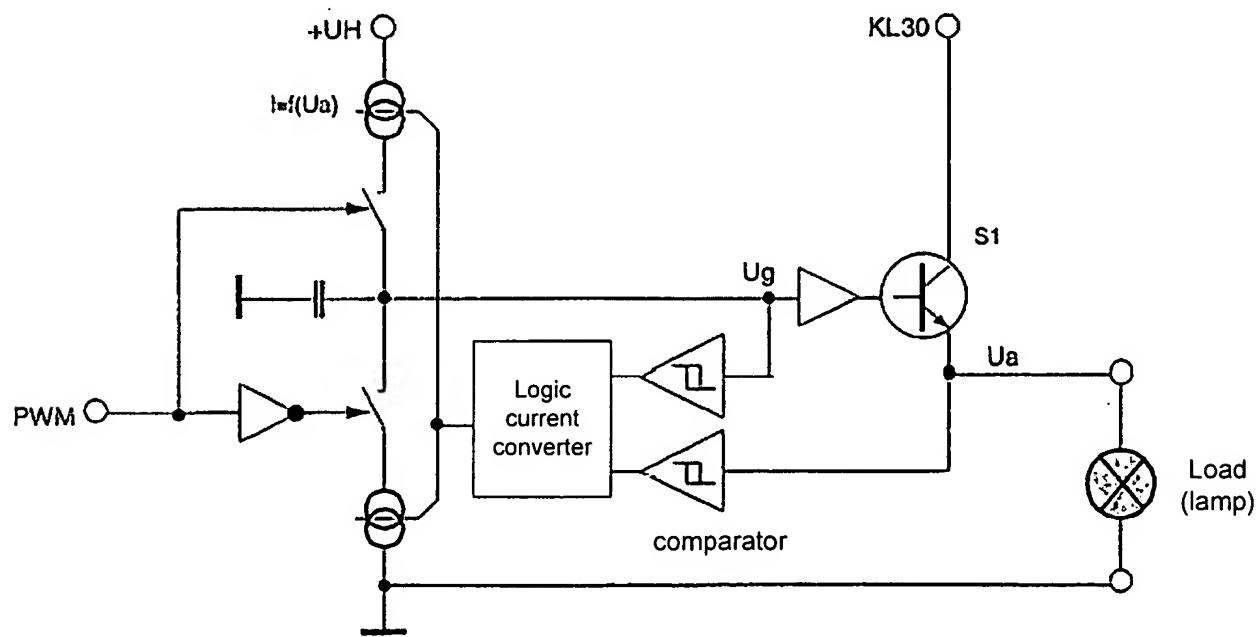 +UH
KL30
I=f(Ua)
S1
Ug
Ua
Logic
current
converter
PWM
Load
(lamp)
comparator